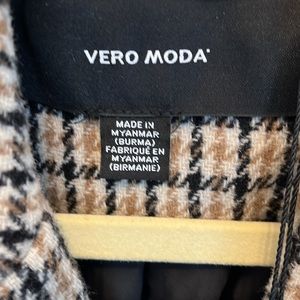 VERO MODA
MADE IN
MYANMAR
(BURMA)
FABRIQUÉ EN
MYANMAR
(BIRMANIE)